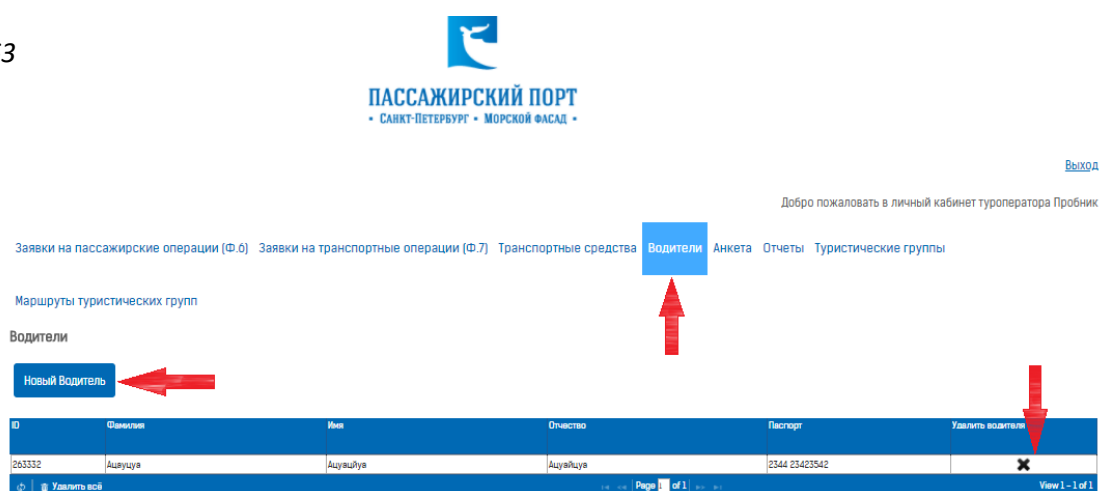 ПАССАЖИРСКИЙ ПОРТ
• САНКТ-ПЕТЕРБУРГ • МОРСКОЙ ФАСАД •
Выход
Добро пожаловать в личный кабинет туроператора Пробник
Заявки на пассажирские операции (Ф.6) Заявки на транспортные операции (Ф.7) Транспортные средства Водители Анкета Отчеты Туристические группы
Маршруты туристических групп
Водители
Новый Водитель
ID Фамилия Имя Отчество Паспорт Удалить водителя
263332 Ацвуцуа Ацуацйуа Ацуайцуа 2344 23423542
Удалить всё Page 1 of 1 View 1 - 1 of 1